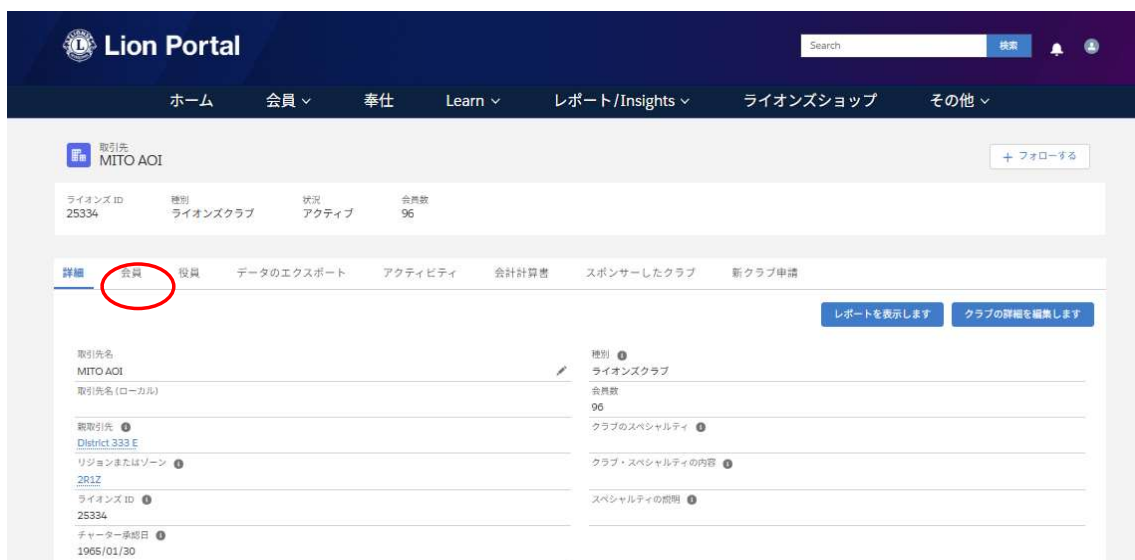 Lion Portal
Search
検索
ホーム 会員 奉仕 Learn レポート/Insights ライオンズショップ その他
取引先
MITO AOI
+ フォローする
ライオンズ ID 種別 状況 会員数
25334 ライオンズクラブ アクティブ 96
詳細 会員 役員 データのエクスポート アクティビティ 会計計算書 スポンサーしたクラブ 新クラブ申請
レポートを表示します クラブの詳細を編集します
取引先名
MITO AOI
取引先名 (ローカル)
親取引先
District 333 E
リジョンまたはゾーン
2R1Z
ライオンズ ID
25334
チャーター承認日
1965/01/30
種別
ライオンズクラブ
会員数
96
クラブのスペシャルティ
クラブ・スペシャルティの内容
スペシャルティの説明